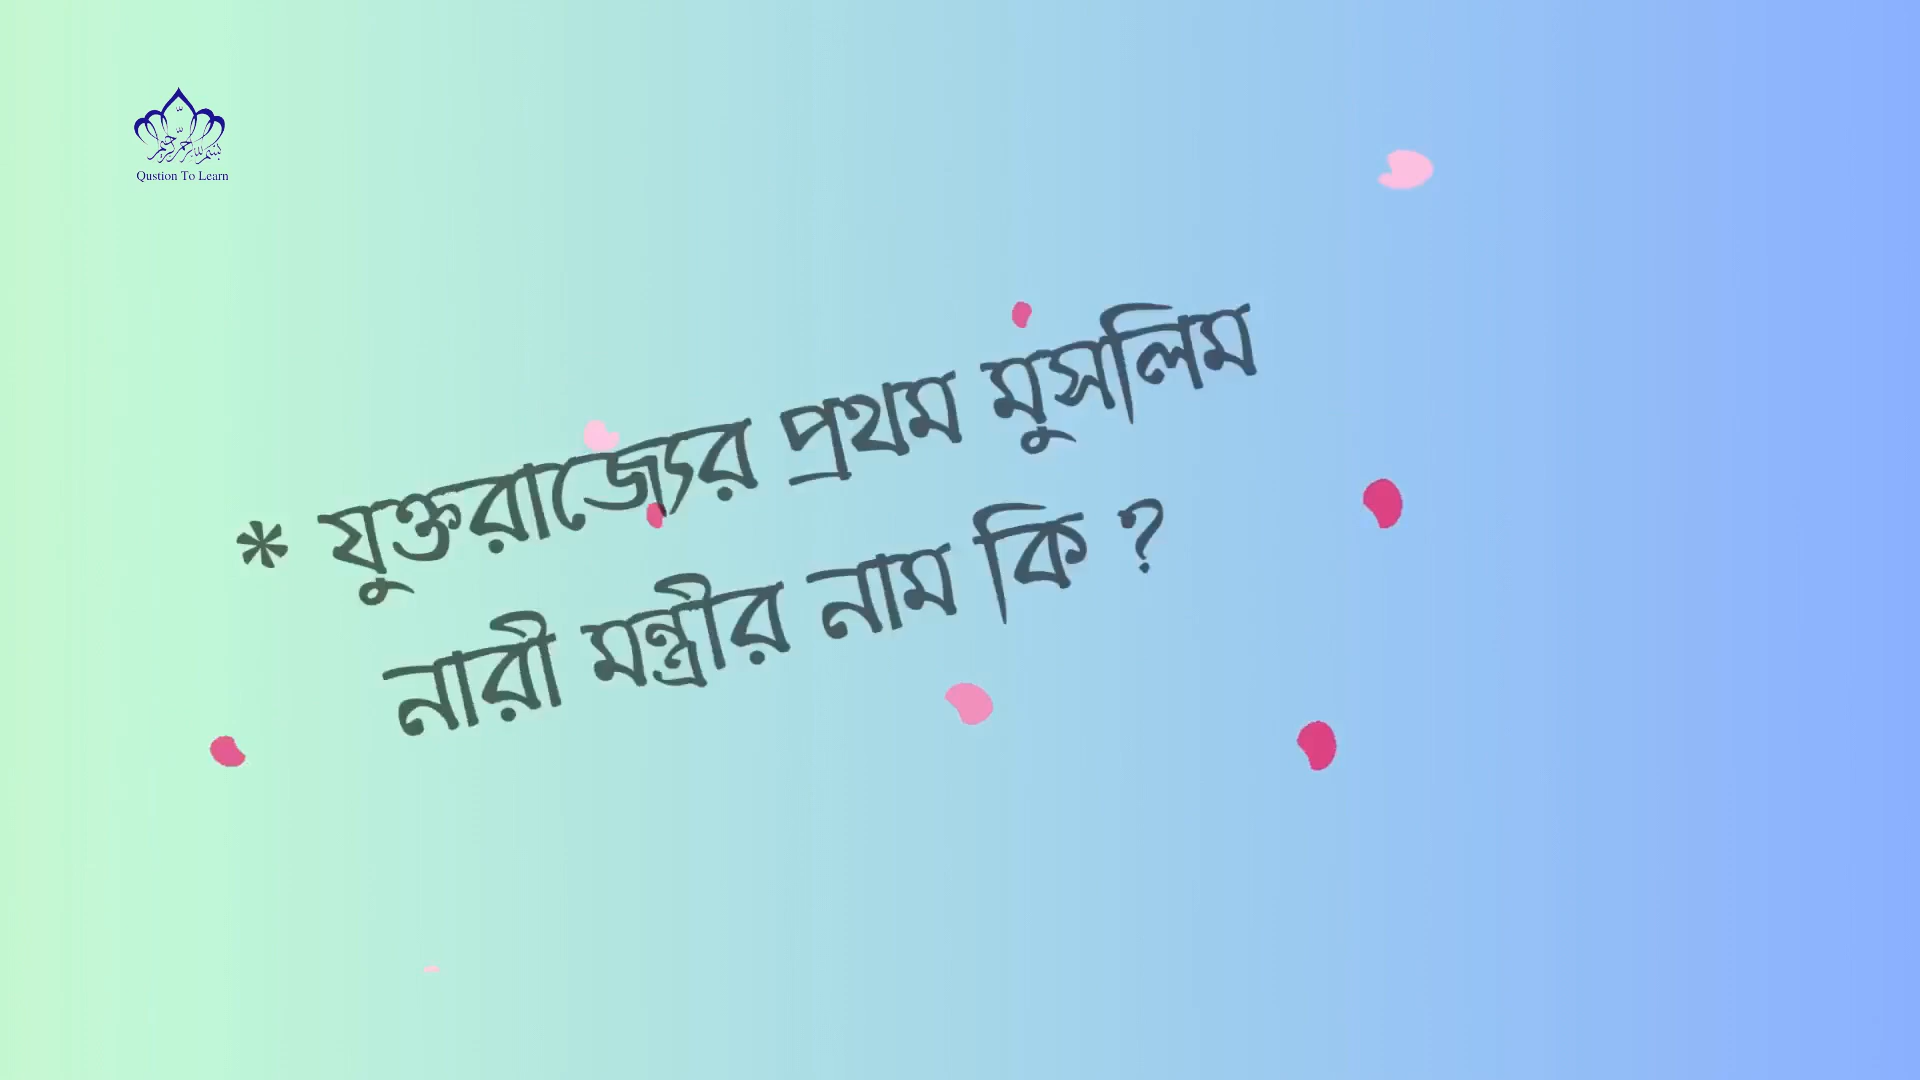 Qustion To Learn
* যুক্তরাজ্যের প্রথম মুসলিম
নারী মন্ত্রীর নাম কি ?